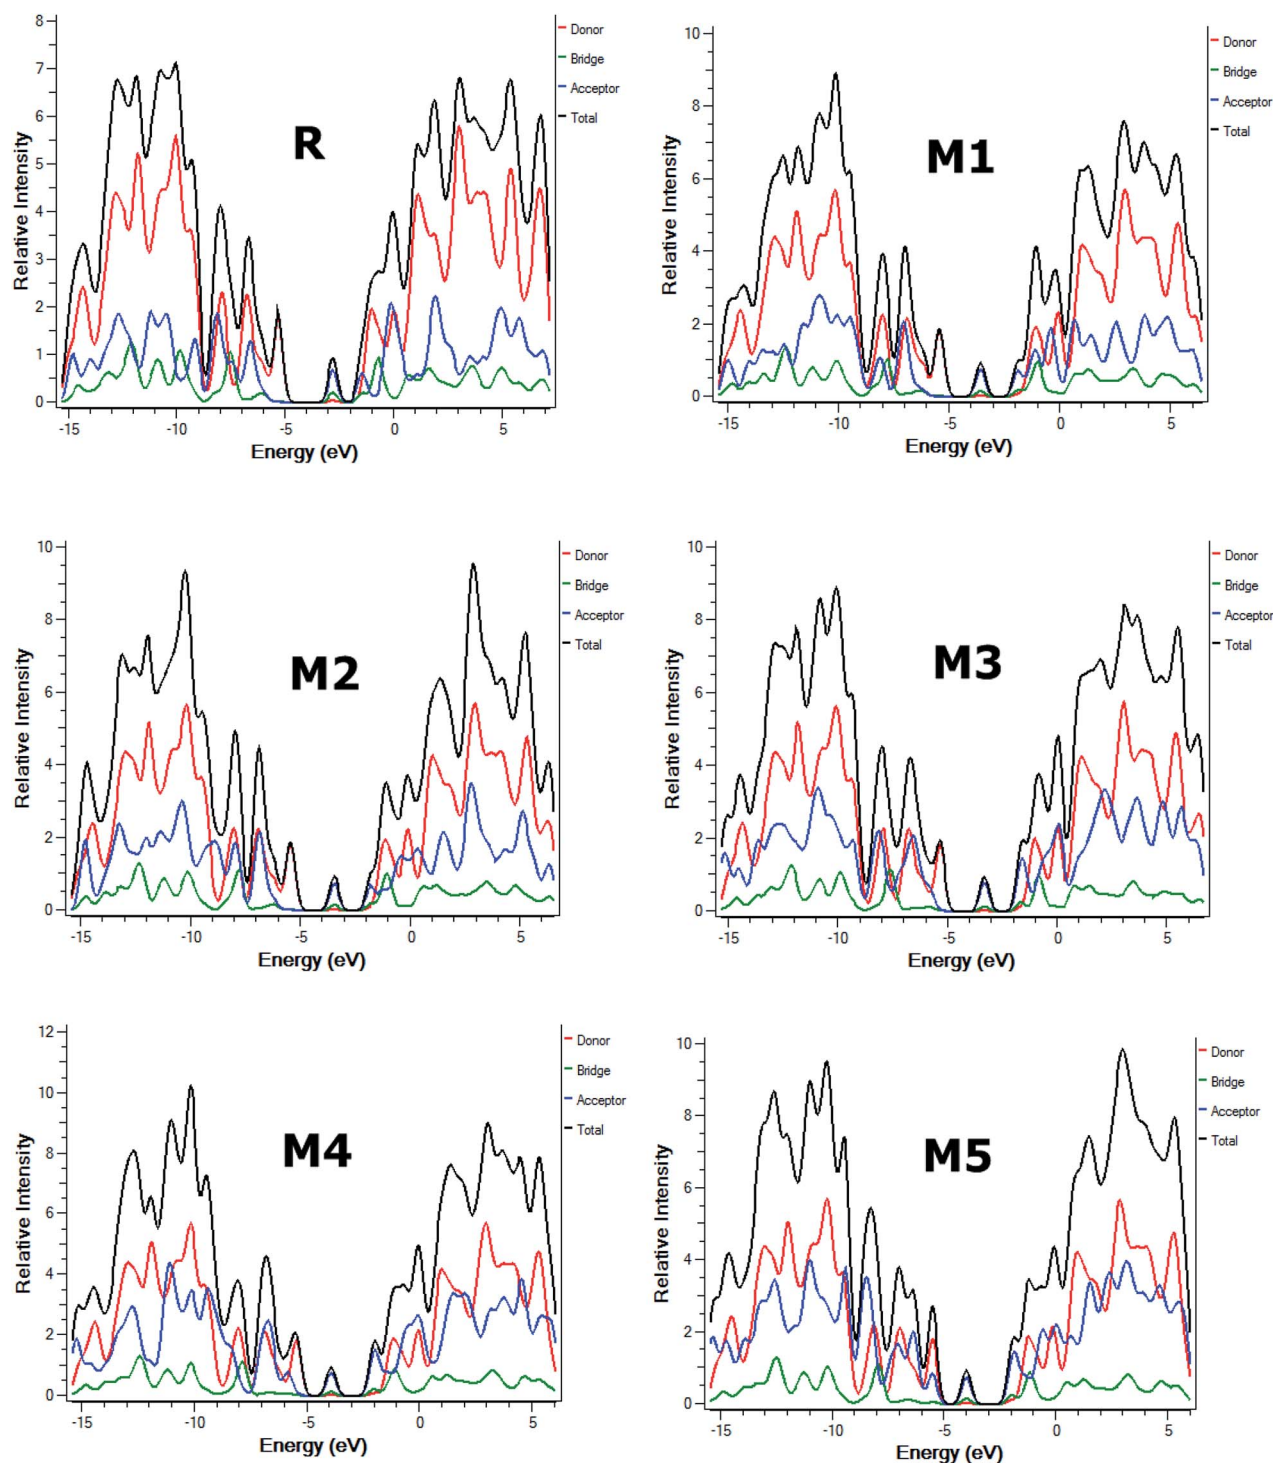 8
7
6
5
4
3
2
1
0
Relative Intensity
R
Donor
Bridge
Acceptor
Total
-15
-10
-5
0
5
Energy (eV)
10
8
6
4
2
0
Relative Intensity
M1
Donor
Bridge
Acceptor
Total
-15
-10
-5
0
5
Energy (eV)
10
8
6
4
2
0
Relative Intensity
M2
Donor
Bridge
Acceptor
Total
-15
-10
-5
0
5
Energy (eV)
10
8
6
4
2
0
Relative Intensity
M3
Donor
Bridge
Acceptor
Total
-15
-10
-5
0
5
Energy (eV)
12
10
8
6
4
2
0
Relative Intensity
M4
Donor
Bridge
Acceptor
Total
-15
-10
-5
0
5
Energy (eV)
10
8
6
4
2
0
Relative Intensity
M5
Donor
Bridge
Acceptor
Total
-15
-10
-5
0
5
Energy (eV)